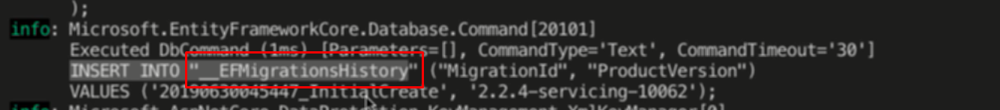 );
info: Microsoft.EntityFrameworkCore.Database.Command[20101]
Executed DbCommand (1ms) [Parameters=[], CommandType='Text', CommandTimeout='30']
INSERT INTO "__EFMigrationsHistory" ("MigrationId", "ProductVersion")
VALUES ('20190630045447_InitialCreate', '2.2.4-servicing-10062');
info: Microsoft.AspNetCore.DataProtection.KeyManagement.XmlKeyManager[0]